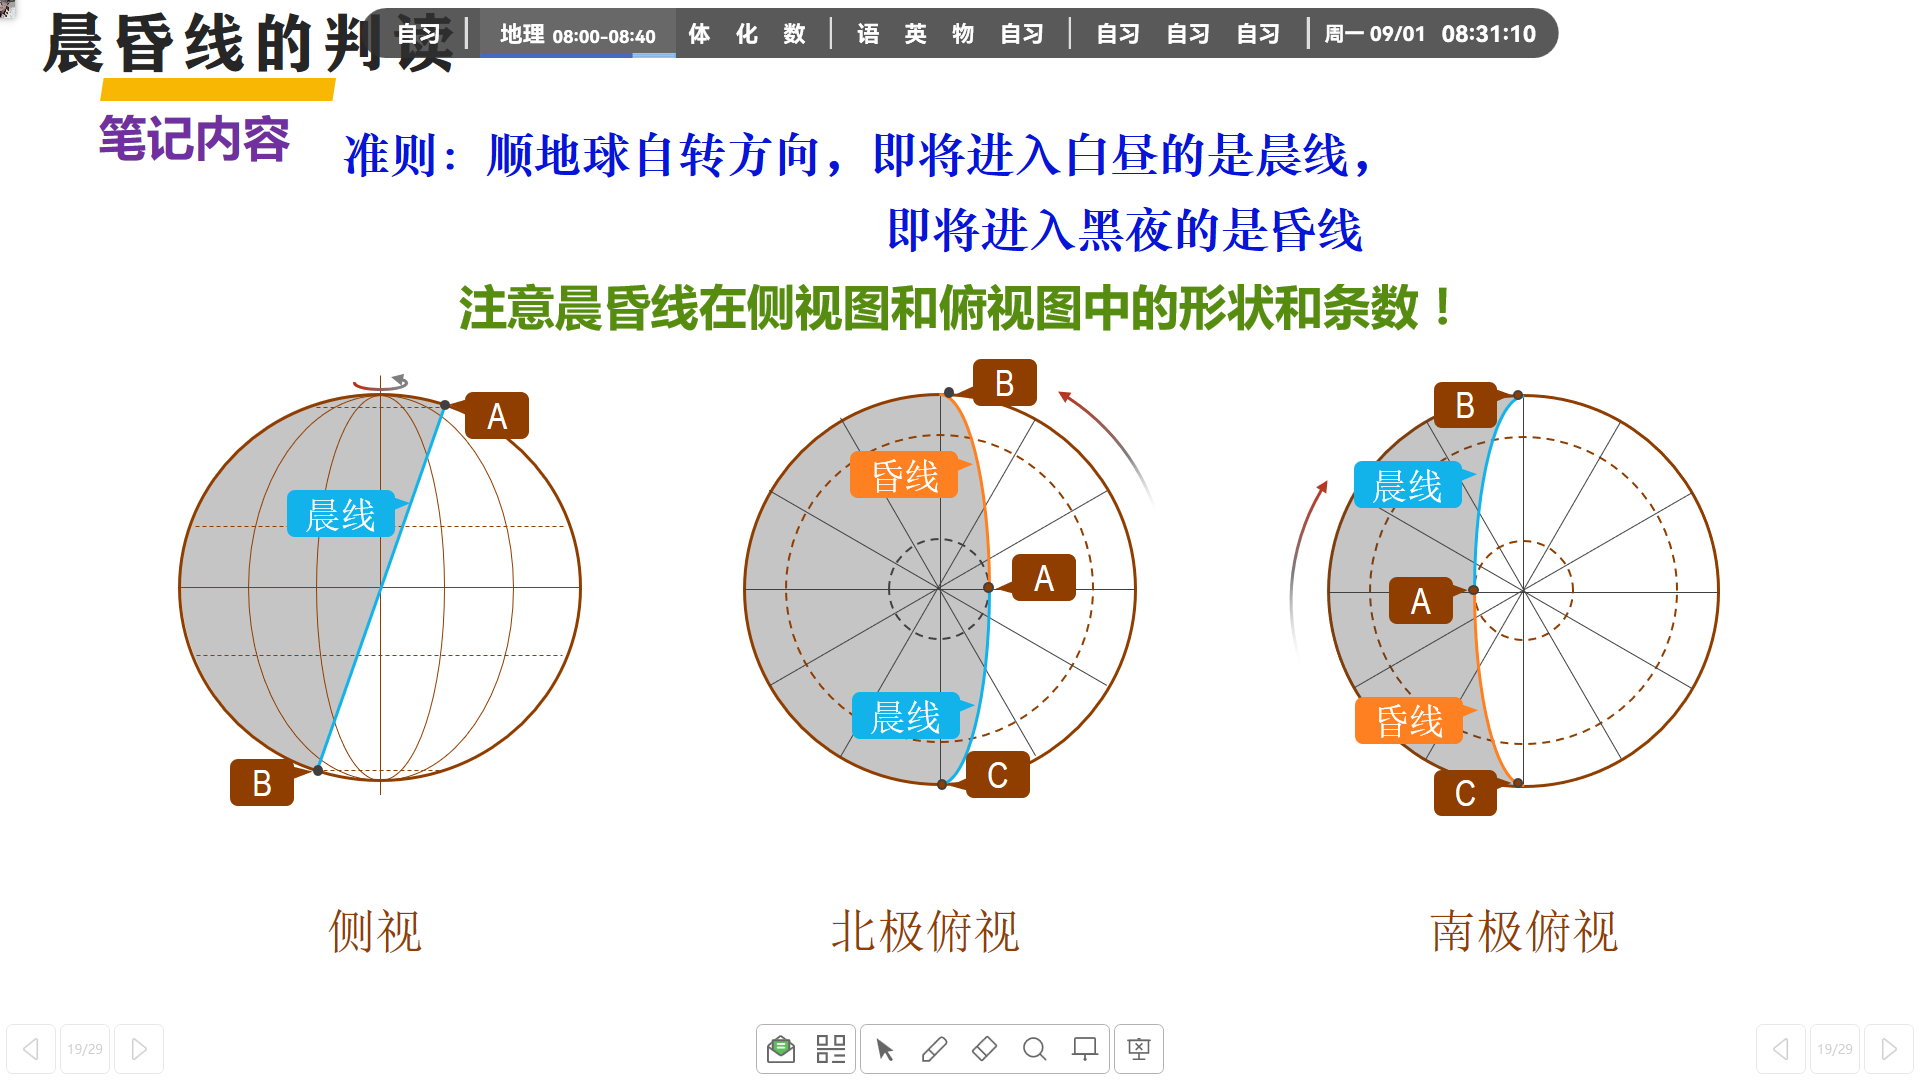 晨昏线的判读
自习 | 地理 08:00-08:40 体 化 数 | 语 英 物 自习 | 自习 自习 自习 | 周一 09/01 08:31:10
笔记内容
准则：顺地球自转方向，即将进入白昼的是晨线，
即将进入黑夜的是昏线
注意晨昏线在侧视图和俯视图中的形状和条数！
A
晨线
B
B
昏线
A
晨线
C
B
晨线
A
昏线
C
侧视
北极俯视
南极俯视
19/29
19/29